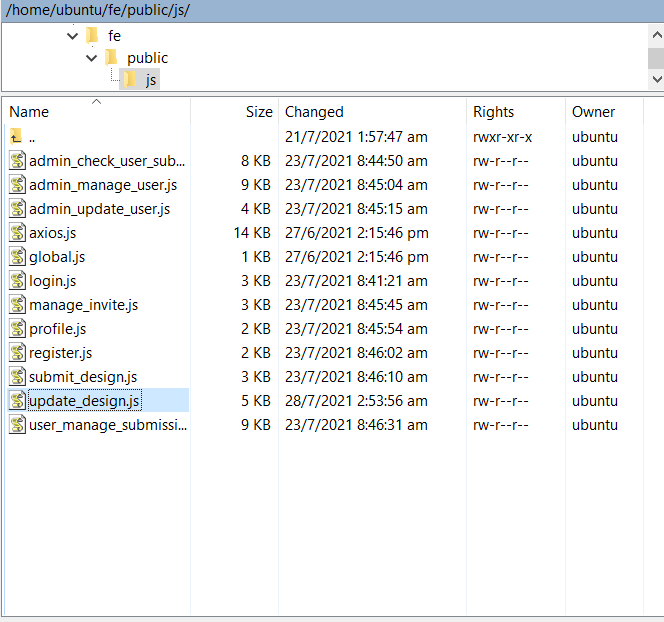 /home/ubuntu/fe/public/js/
fe
public
js
Name Size Changed Rights Owner
.. 21/7/2021 1:57:47 am rwxr-xr-x ubuntu
admin_check_user_sub... 8 KB 23/7/2021 8:44:50 am rw-r--r-- ubuntu
admin_manage_user.js 9 KB 23/7/2021 8:45:04 am rw-r--r-- ubuntu
admin_update_user.js 4 KB 23/7/2021 8:45:15 am rw-r--r-- ubuntu
axios.js 14 KB 27/6/2021 2:15:46 pm rw-r--r-- ubuntu
global.js 1 KB 27/6/2021 2:15:46 pm rw-r--r-- ubuntu
login.js 3 KB 23/7/2021 8:41:21 am rw-r--r-- ubuntu
manage_invite.js 3 KB 23/7/2021 8:45:45 am rw-r--r-- ubuntu
profile.js 2 KB 23/7/2021 8:45:54 am rw-r--r-- ubuntu
register.js 2 KB 23/7/2021 8:46:02 am rw-r--r-- ubuntu
submit_design.js 3 KB 23/7/2021 8:46:10 am rw-r--r-- ubuntu
update_design.js 5 KB 28/7/2021 2:53:56 am rw-r--r-- ubuntu
user_manage_submissi... 9 KB 23/7/2021 8:46:31 am rw-r--r-- ubuntu